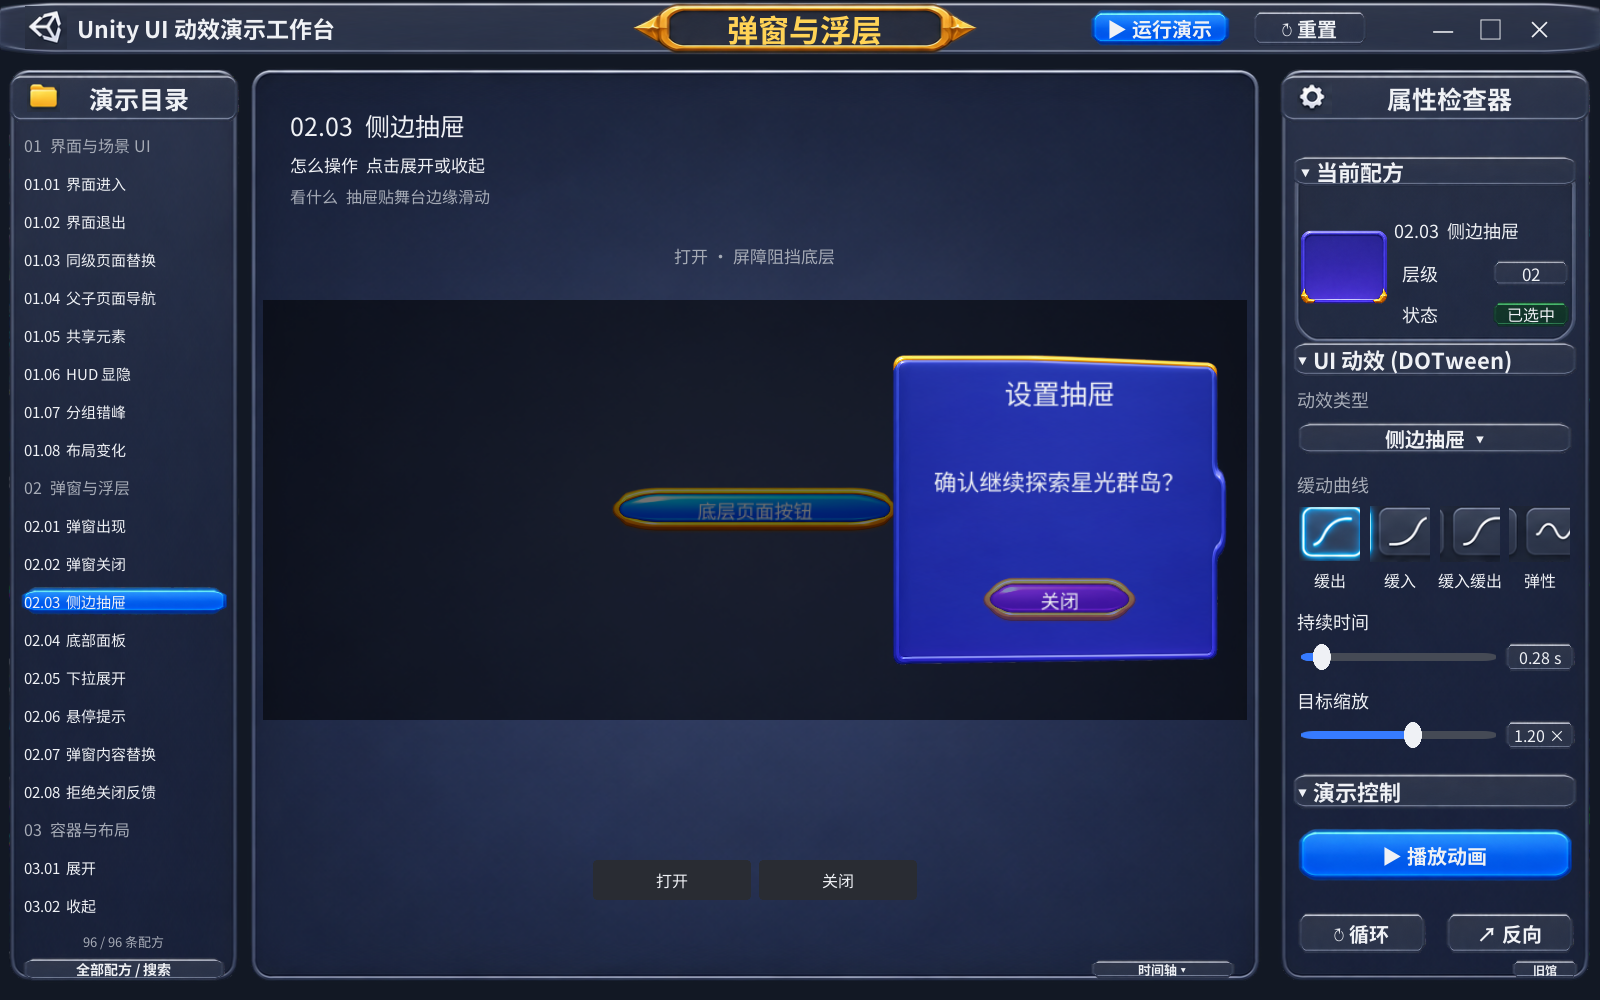 Unity UI 动效演示工作台
弹窗与浮层
▶ 运行演示
重置
演示目录
01 界面与场景 UI
01.01 界面进入
01.02 界面退出
01.03 同级页面替换
01.04 父子页面导航
01.05 共享元素
01.06 HUD 显隐
01.07 分组错峰
01.08 布局变化
02 弹窗与浮层
02.01 弹窗出现
02.02 弹窗关闭
02.03 侧边抽屉
02.04 底部面板
02.05 下拉展开
02.06 悬停提示
02.07 弹窗内容替换
02.08 拒绝关闭反馈
03 容器与布局
03.01 展开
03.02 收起
96 / 96 条配方
全部配方 / 搜索
02.03 侧边抽屉
怎么操作 点击展开或收起
看什么 抽屉贴舞台边缘滑动
打开 • 屏障阻挡底层
底层页面按钮
设置抽屉
确认继续探索星光群岛？
关闭
打开
关闭
时间轴 ▾
属性检查器
▾ 当前配方
02.03 侧边抽屉
层级 02
状态 已选中
▾ UI 动效 (DOTween)
动效类型
侧边抽屉 ▾
缓动曲线
缓出 缓入 缓入缓出 弹性
持续时间
0.28 s
目标缩放
1.20 ×
▾ 演示控制
▶ 播放动画
循环
↗ 反向
旧馆